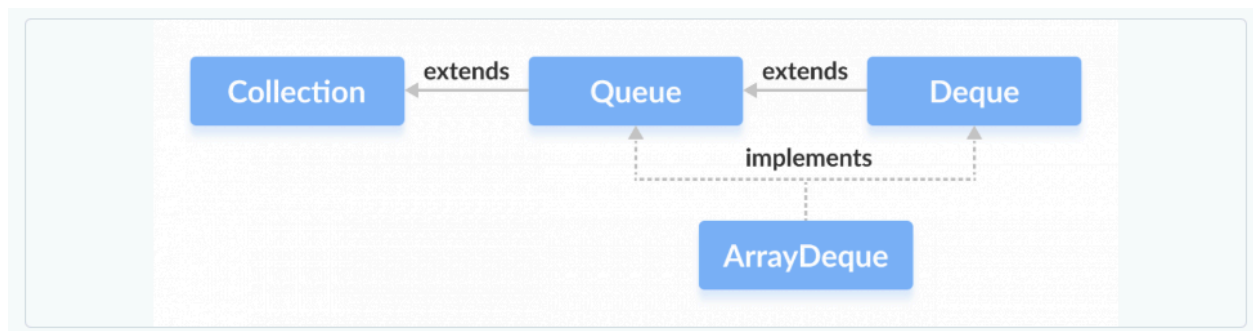 extends
extends
Collection
Queue
Deque
implements
ArrayDeque